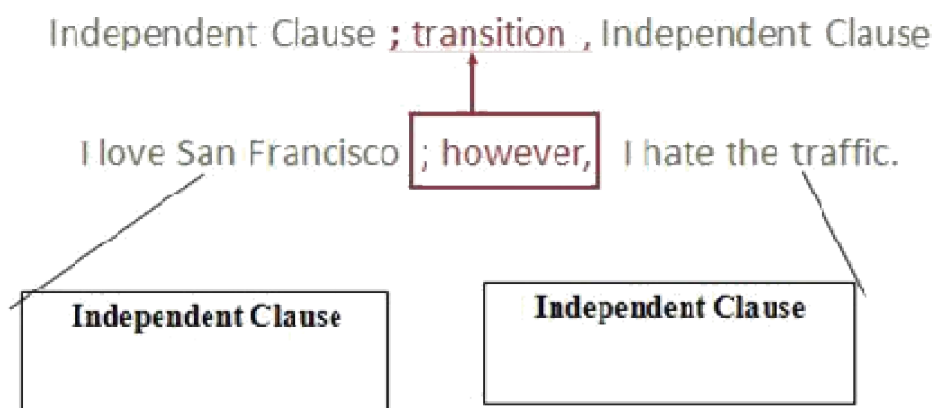 Independent Clause ; transition , Independent Clause
I love San Francisco ; however, I hate the traffic.
Independent Clause
Independent Clause